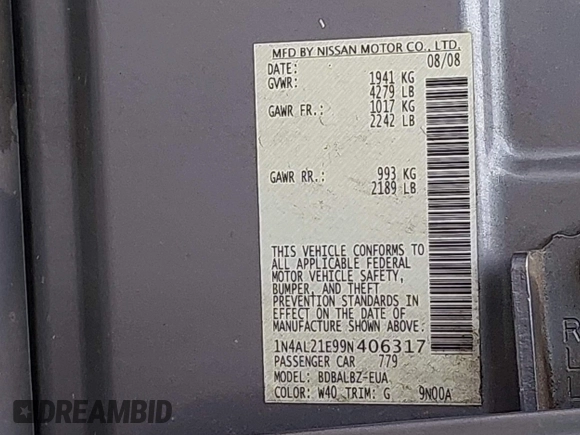 MFD BY NISSAN MOTOR CO., LTD.
DATE: 08/08
GVWR: 1941 KG
4279 LB
GAWR FR.: 1017 KG
2242 LB
GAWR RR.: 993 KG
2189 LB
THIS VEHICLE CONFORMS TO
ALL APPLICABLE FEDERAL
MOTOR VEHICLE SAFETY,
BUMPER, AND THEFT
PREVENTION STANDARDS IN
EFFECT ON THE DATE OF
MANUFACTURE SHOWN ABOVE:
1N4AL21E99N406317
PASSENGER CAR 779
MODEL: BDBALBZ-EUA
COLOR: W40 TRIM: G 9N00A
DREAMBID